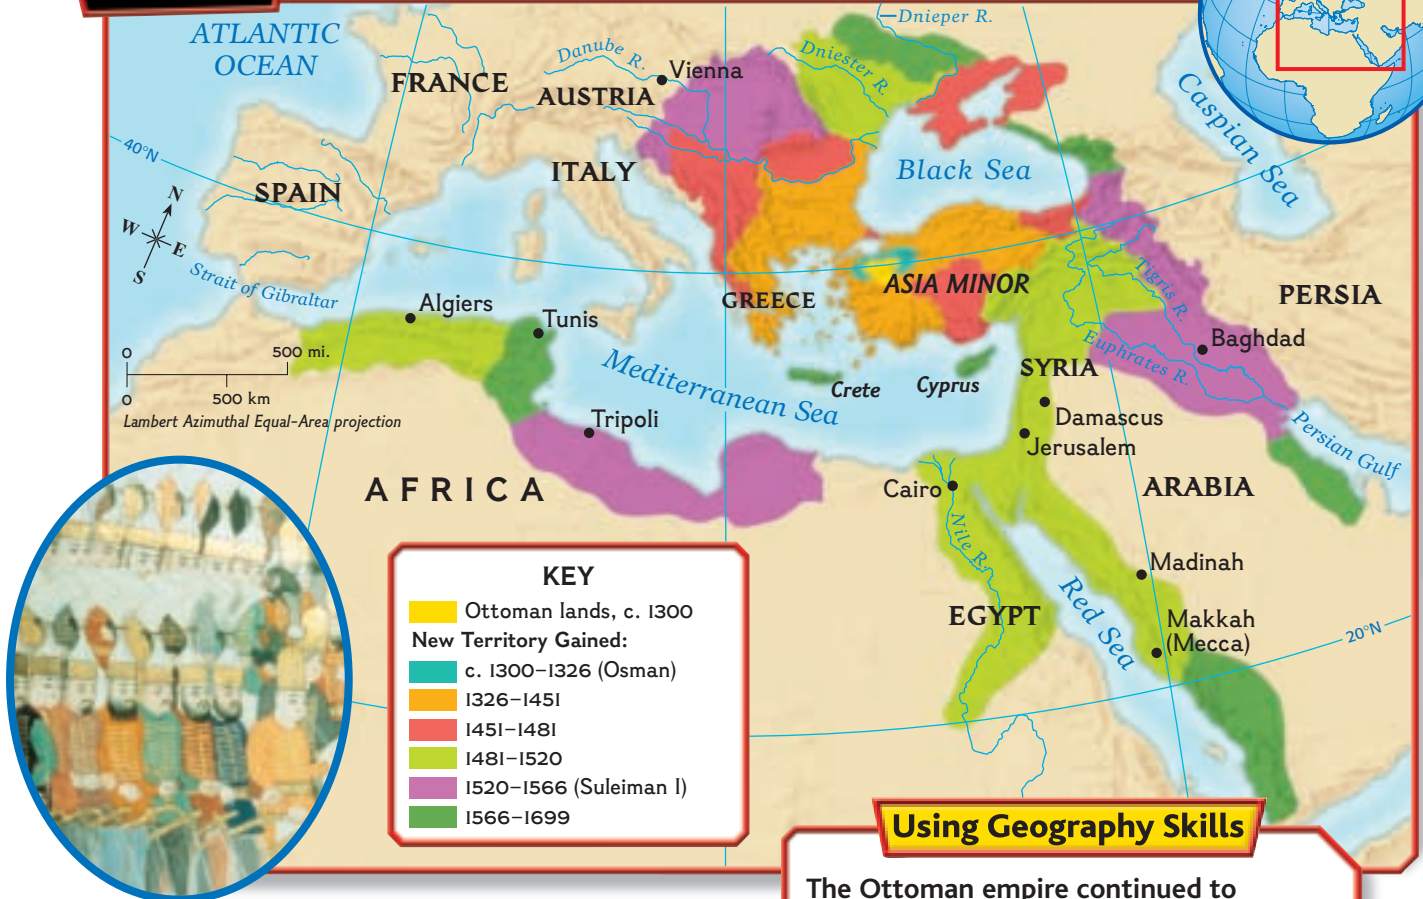 Dnieper R.
ATLANTIC
OCEAN
Danube R.
Dniester R.
Vienna
FRANCE
AUSTRIA
Caspian Sea
40°N
ITALY
Black Sea
SPAIN
N
W
E
S
Strait of Gibraltar
Algiers
Tunis
GREECE
ASIA MINOR
Tigris R.
PERSIA
Baghdad
Euphrates R.
0
500 mi.
0
500 km
Lambert Azimuthal Equal-Area projection
Mediterranean Sea
Crete
Cyprus
SYRIA
Damascus
Jerusalem
Persian Gulf
Tripoli
AFRICA
Cairo
ARABIA
Nile R.
Madinah
EGYPT
Red Sea
Makkah
(Mecca)
20°N
KEY
Ottoman lands, c. 1300
New Territory Gained:
c. 1300–1326 (Osman)
1326–1451
1451–1481
1481–1520
1520–1566 (Suleiman I)
1566–1699
Using Geography Skills
The Ottoman empire continued to